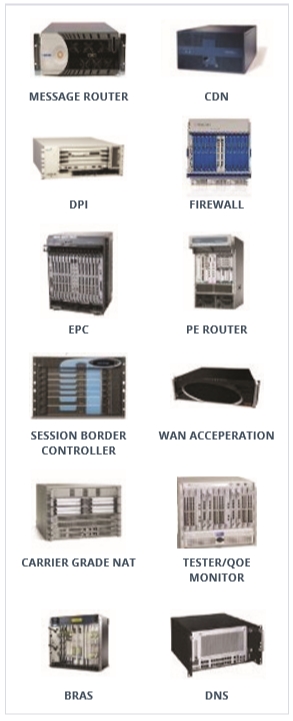 MESSAGE ROUTER
CDN
DPI
FIREWALL
EPC
PE ROUTER
SESSION BORDER
CONTROLLER
WAN ACCEPERATION
CARRIER GRADE NAT
TESTER/QOE
MONITOR
BRAS
DNS